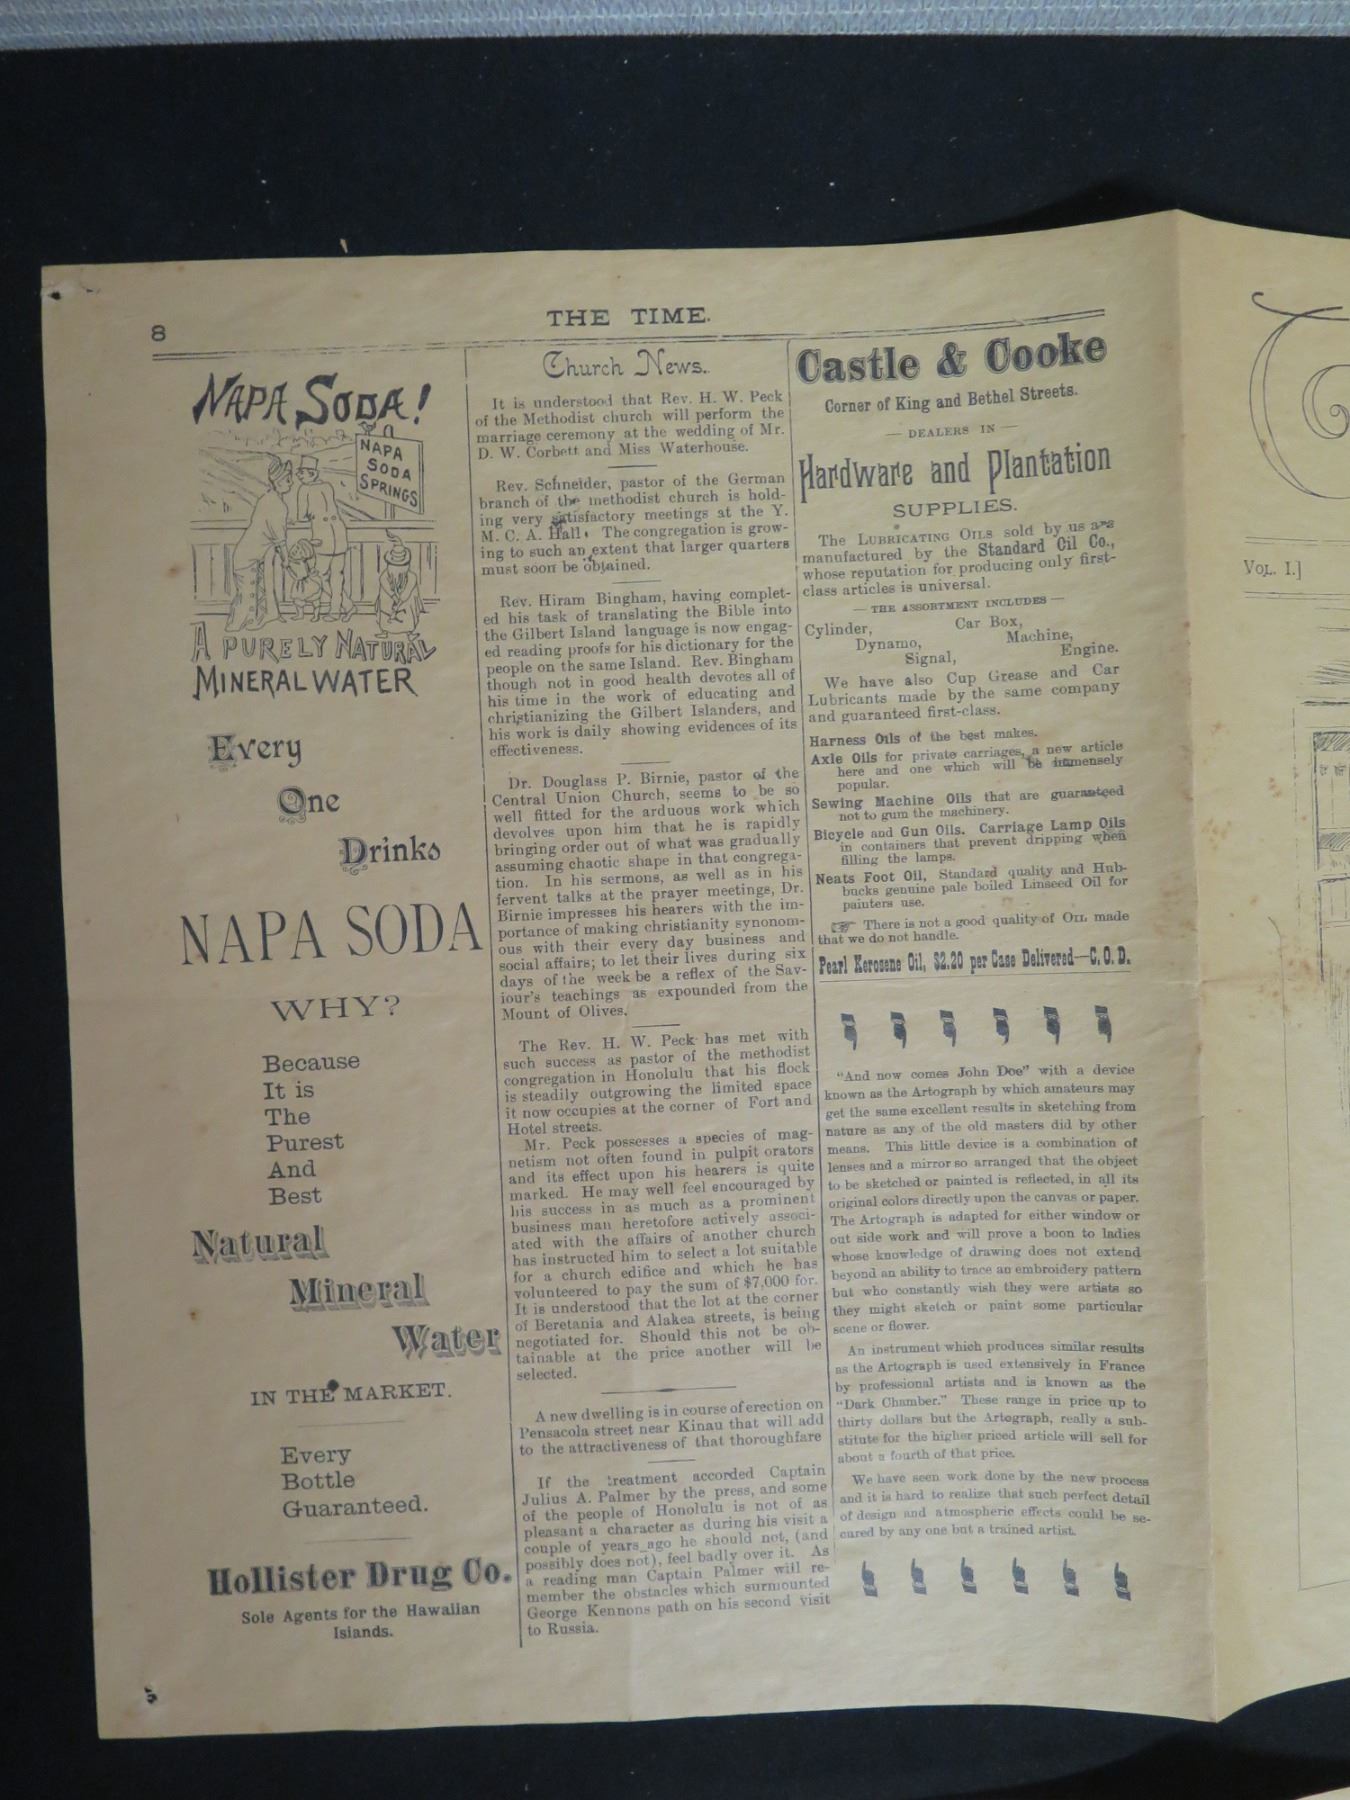 8
THE TIME.
NAPA SODA!
NAPA
SODA
SPRINGS
A PURELY NATURAL
MINERAL WATER
Every
One
Drinks
NAPA SODA
WHY?
Because
It is
The
Purest
And
Best
Natural
Mineral
Water
IN THE MARKET.
Every
Bottle
Guaranteed.
Hollister Drug Co.
Sole Agents for the Hawaiian
Islands.
Church News.
It is understood that Rev. H. W. Peck
of the Methodist church will perform the
marriage ceremony at the wedding of Mr.
D. W. Corbett and Miss Waterhouse.
Rev. Schneider, pastor of the German
branch of the methodist church is hold-
ing very satisfactory meetings at the Y.
M. C. A. Hall. The congregation is grow-
ing to such an extent that larger quarters
must soon be obtained.
Rev. Hiram Bingham, having complet-
ed his task of translating the Bible into
the Gilbert Island language is now engag-
ed reading proofs for his dictionary for the
people on the same Island. Rev. Bingham
though not in good health devotes all of
his time in the work of educating and
christianizing the Gilbert Islanders, and
his work is daily showing evidences of its
effectiveness.
Dr. Douglass P. Birnie, pastor of the
Central Union Church, seems to be so
well fitted for the arduous work which
devolves upon him that he is rapidly
bringing order out of what was gradually
assuming chaotic shape in that congrega-
tion. In his sermons, as well as in his
fervent talks at the prayer meetings, Dr.
Birnie impresses his hearers with the im-
portance of making christianity synonom-
ous with their every day business and
social affairs; to let their lives during six
days of the week be a reflex of the Sav-
iour's teachings as expounded from the
Mount of Olives.
The Rev. H. W. Peck has met with
such success as pastor of the methodist
congregation in Honolulu that his flock
is steadily outgrowing the limited space
it now occupies at the corner of Fort and
Hotel streets.
Mr. Peck possesses a species of mag-
netism not often found in pulpit orators
and its effect upon his hearers is quite
marked. He may well feel encouraged by
his success in as much as a prominent
business man heretofore actively associ-
ated with the affairs of another church
has instructed him to select a lot suitable
for a church edifice and which he has
volunteered to pay the sum of $7,000 for.
It is understood that the lot at the corner
of Beretania and Alakea streets, is being
negotiated for. Should this not be ob-
tainable at the price another will be
selected.
A new dwelling is in course of erection on
Pensacola street near Kinau that will add
to the attractiveness of that thoroughfare
If the treatment accorded Captain
Julius A. Palmer by the press, and some
of the people of Honolulu is not of as
pleasant a character as during his visit a
couple of years ago he should not, (and
possibly does not), feel badly over it. As
a reading man Captain Palmer will re-
member the obstacles which surmounted
George Kennons path on his second visit
to Russia.
Castle & Cooke
Corner of King and Bethel Streets.
— DEALERS IN —
Hardware and Plantation
SUPPLIES.
The LUBRICATING OILS sold by us are
manufactured by the Standard Oil Co.,
whose reputation for producing only first-
class articles is universal.
— THE ASSORTMENT INCLUDES —
Cylinder, Car Box,
Dynamo, Machine,
Signal, Engine.
We have also Cup Grease and Car
Lubricants made by the same company
and guaranteed first-class.
Harness Oils of the best makes.
Axle Oils for private carriages, a new article
here and one which will be immensely
popular.
Sewing Machine Oils that are guaranteed
not to gum the machinery.
Bicycle and Gun Oils. Carriage Lamp Oils
in containers that prevent dripping when
filling the lamps.
Neats Foot Oil, Standard quality and Hub-
bucks genuine pale boiled Linseed Oil for
painters use.
☞ There is not a good quality of OIL made
that we do not handle.
Pearl Kerosene Oil, $2.20 per Case Delivered—C.O.D.
"And now comes John Doe" with a device
known as the Artograph by which amateurs may
get the same excellent results in sketching from
nature as any of the old masters did by other
means. This little device is a combination of
lenses and a mirror so arranged that the object
to be sketched or painted is reflected, in all its
original colors directly upon the canvas or paper.
The Artograph is adapted for either window or
out side work and will prove a boon to ladies
whose knowledge of drawing does not extend
beyond an ability to trace an embroidery pattern
but who constantly wish they were artists so
they might sketch or paint some particular
scene or flower.
An instrument which produces similar results
as the Artograph is used extensively in France
by professional artists and is known as the
"Dark Chamber." These range in price up to
thirty dollars but the Artograph, really a sub-
stitute for the higher priced article will sell for
about a fourth of that price.
We have seen work done by the new process
and it is hard to realize that such perfect detail
of design and atmospheric effects could be se-
cured by any one but a trained artist.
VOL. I.]